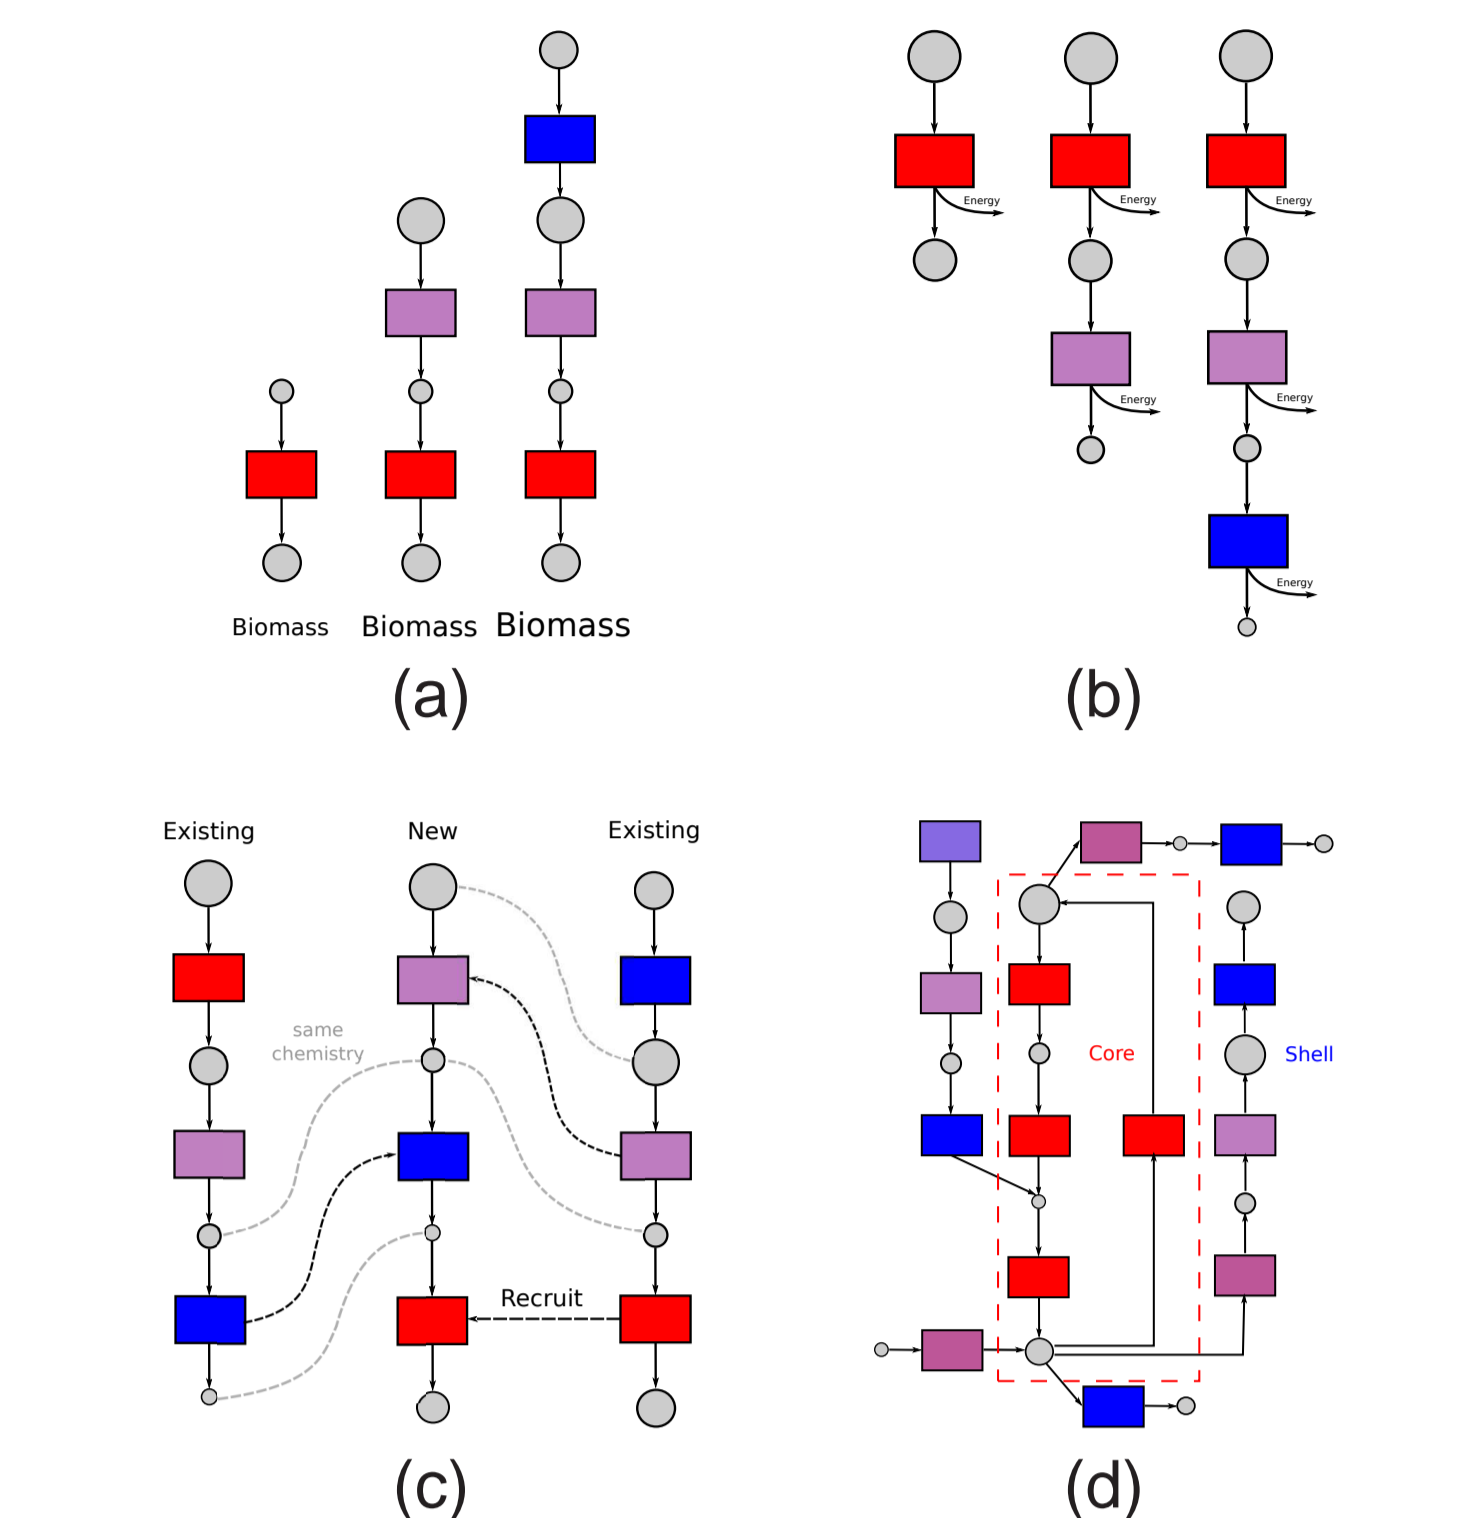 Biomass
Biomass
Biomass
(a)
Energy
Energy
Energy
Energy
Energy
Energy
(b)
Existing
New
Existing
same
chemistry
Recruit
(c)
Core
Shell
(d)